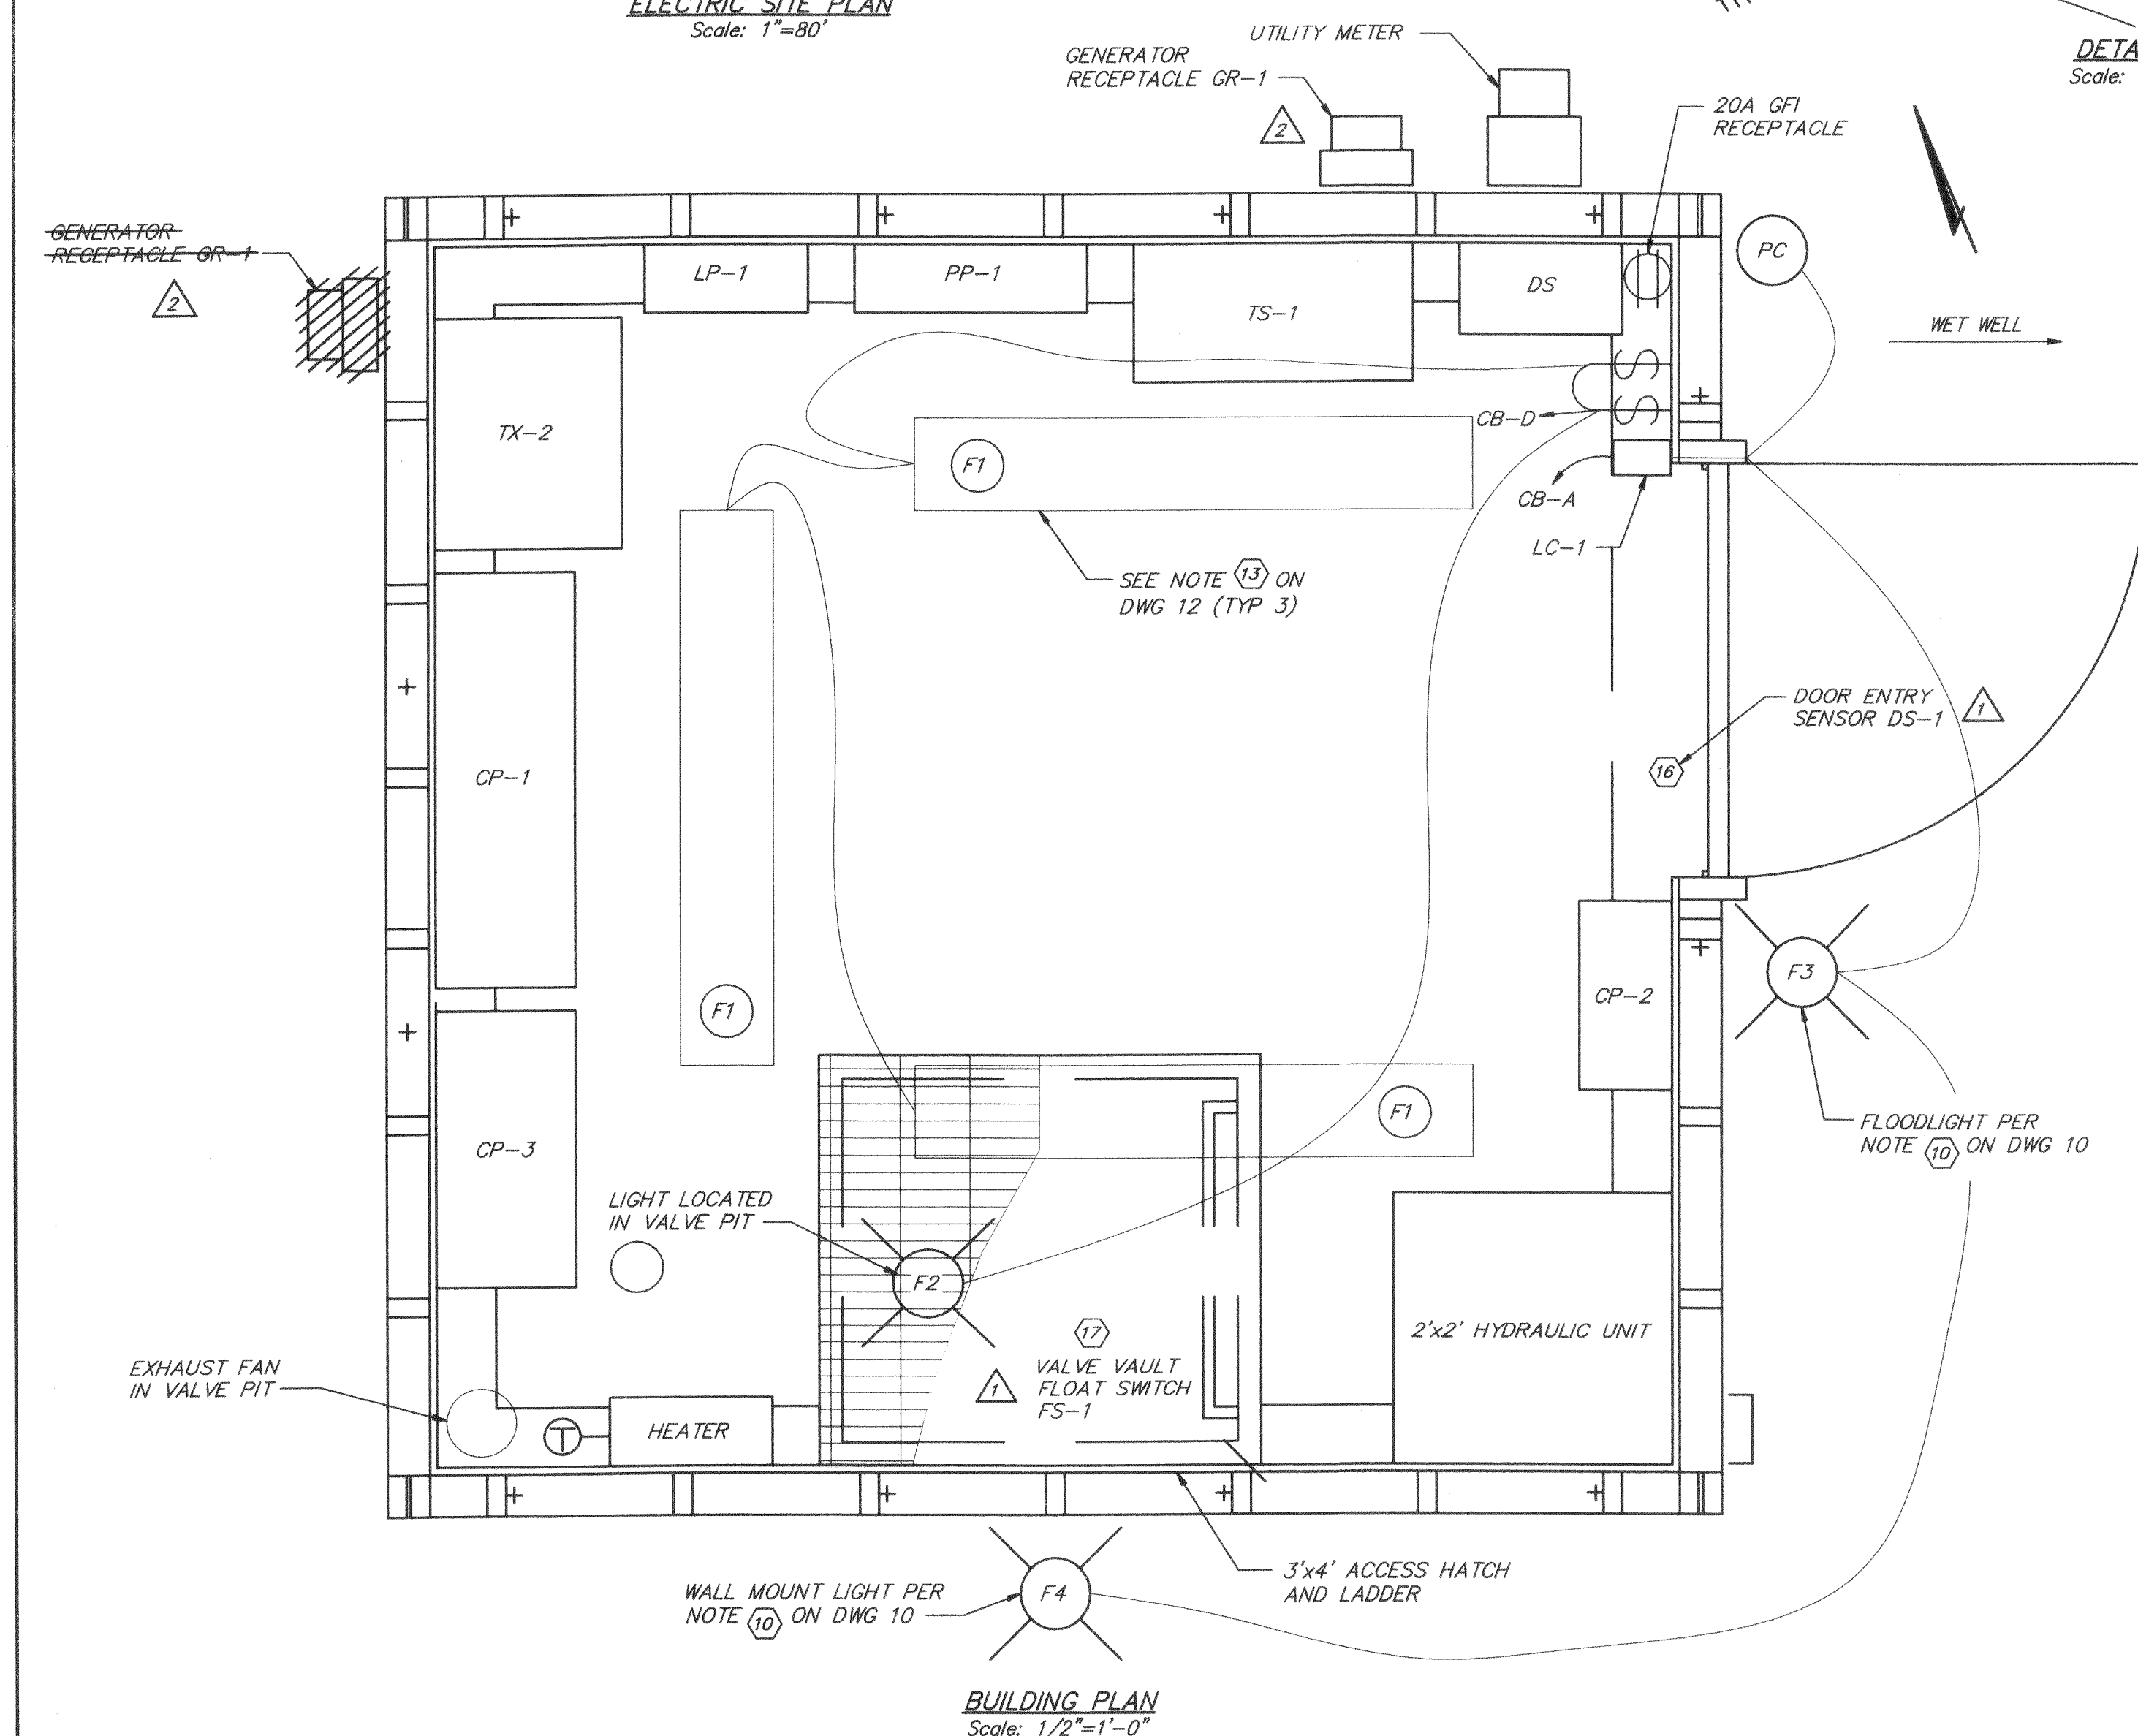 ELECTRIC SITE PLAN
Scale: 1"=80'
UTILITY METER
GENERATOR
RECEPTACLE GR-1
2
20A GFI
RECEPTACLE
DETA
Scale:
GENERATOR
RECEPTACLE GR-1
2
LP-1
PP-1
TS-1
DS
PC
WET WELL
TX-2
CB-D
F1
CB-A
LC-1
SEE NOTE 13 ON
DWG 12 (TYP 3)
DOOR ENTRY
SENSOR DS-1
1
16
CP-1
F1
CP-2
F3
CP-3
F1
FLOODLIGHT PER
NOTE 10 ON DWG 10
LIGHT LOCATED
IN VALVE PIT
F2
17
VALVE VAULT
FLOAT SWITCH
FS-1
1
2'x2' HYDRAULIC UNIT
EXHAUST FAN
IN VALVE PIT
T
HEATER
3'x4' ACCESS HATCH
AND LADDER
WALL MOUNT LIGHT PER
NOTE 10 ON DWG 10
F4
BUILDING PLAN
Scale: 1/2"=1'-0"